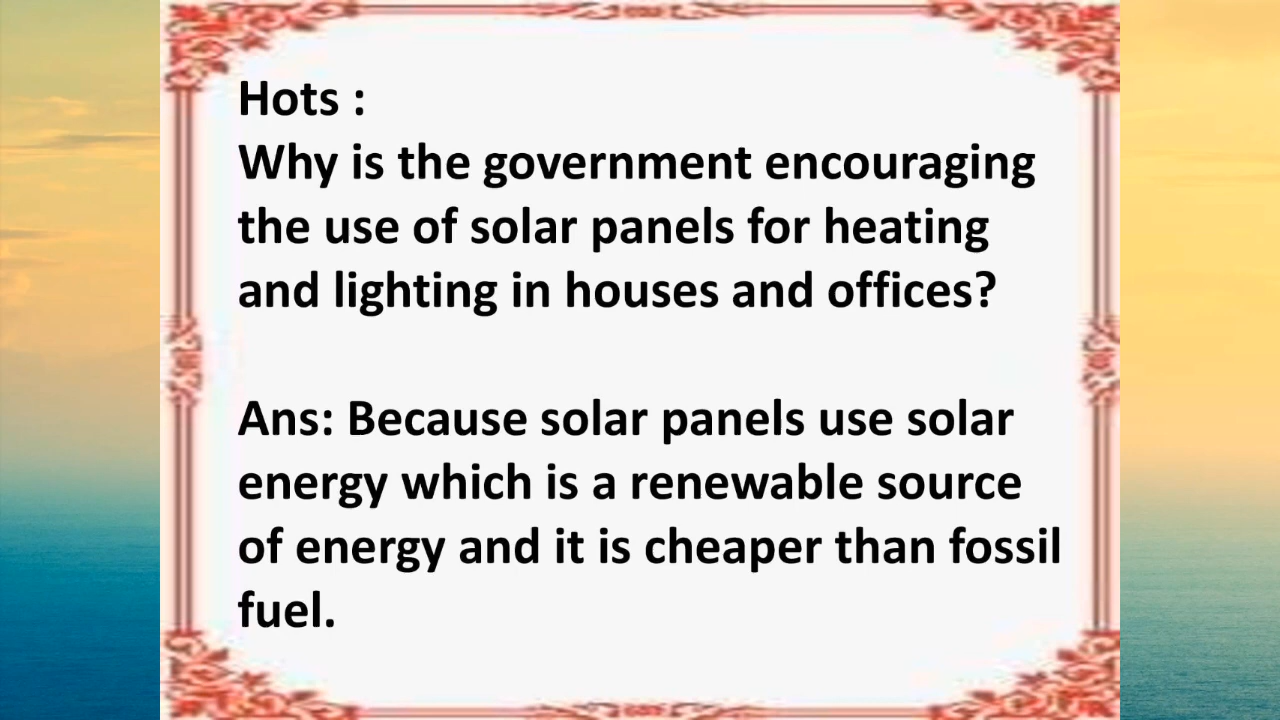 Hots :
Why is the government encouraging
the use of solar panels for heating
and lighting in houses and offices?
Ans: Because solar panels use solar
energy which is a renewable source
of energy and it is cheaper than fossil
fuel.